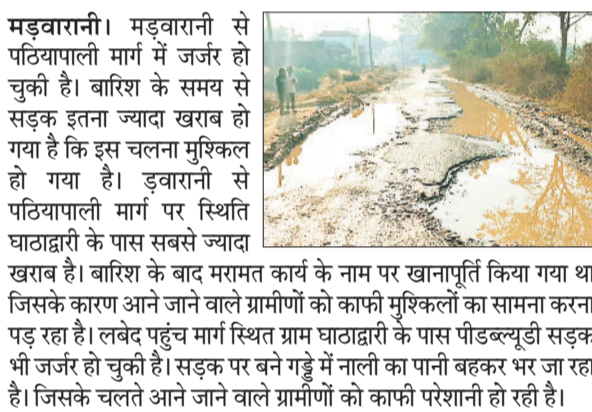 मड़वारानी। मड़वारानी से
पठियापाली मार्ग में जर्जर हो
चुकी है। बारिश के समय से
सड़क इतना ज्यादा खराब हो
गया है कि इस चलना मुश्किल
हो गया है। ड़वारानी से
पठियापाली मार्ग पर स्थिति
घाठाद्वारी के पास सबसे ज्यादा
खराब है। बारिश के बाद मरामत कार्य के नाम पर खानापूर्ति किया गया था
जिसके कारण आने जाने वाले ग्रामीणों को काफी मुश्किलों का सामना करना
पड़ रहा है। लबेद पहुंच मार्ग स्थित ग्राम घाठाद्वारी के पास पीडब्ल्यूडी सड़क
भी जर्जर हो चुकी है। सड़क पर बने गड्ढे में नाली का पानी बहकर भर जा रहा
है। जिसके चलते आने जाने वाले ग्रामीणों को काफी परेशानी हो रही है।